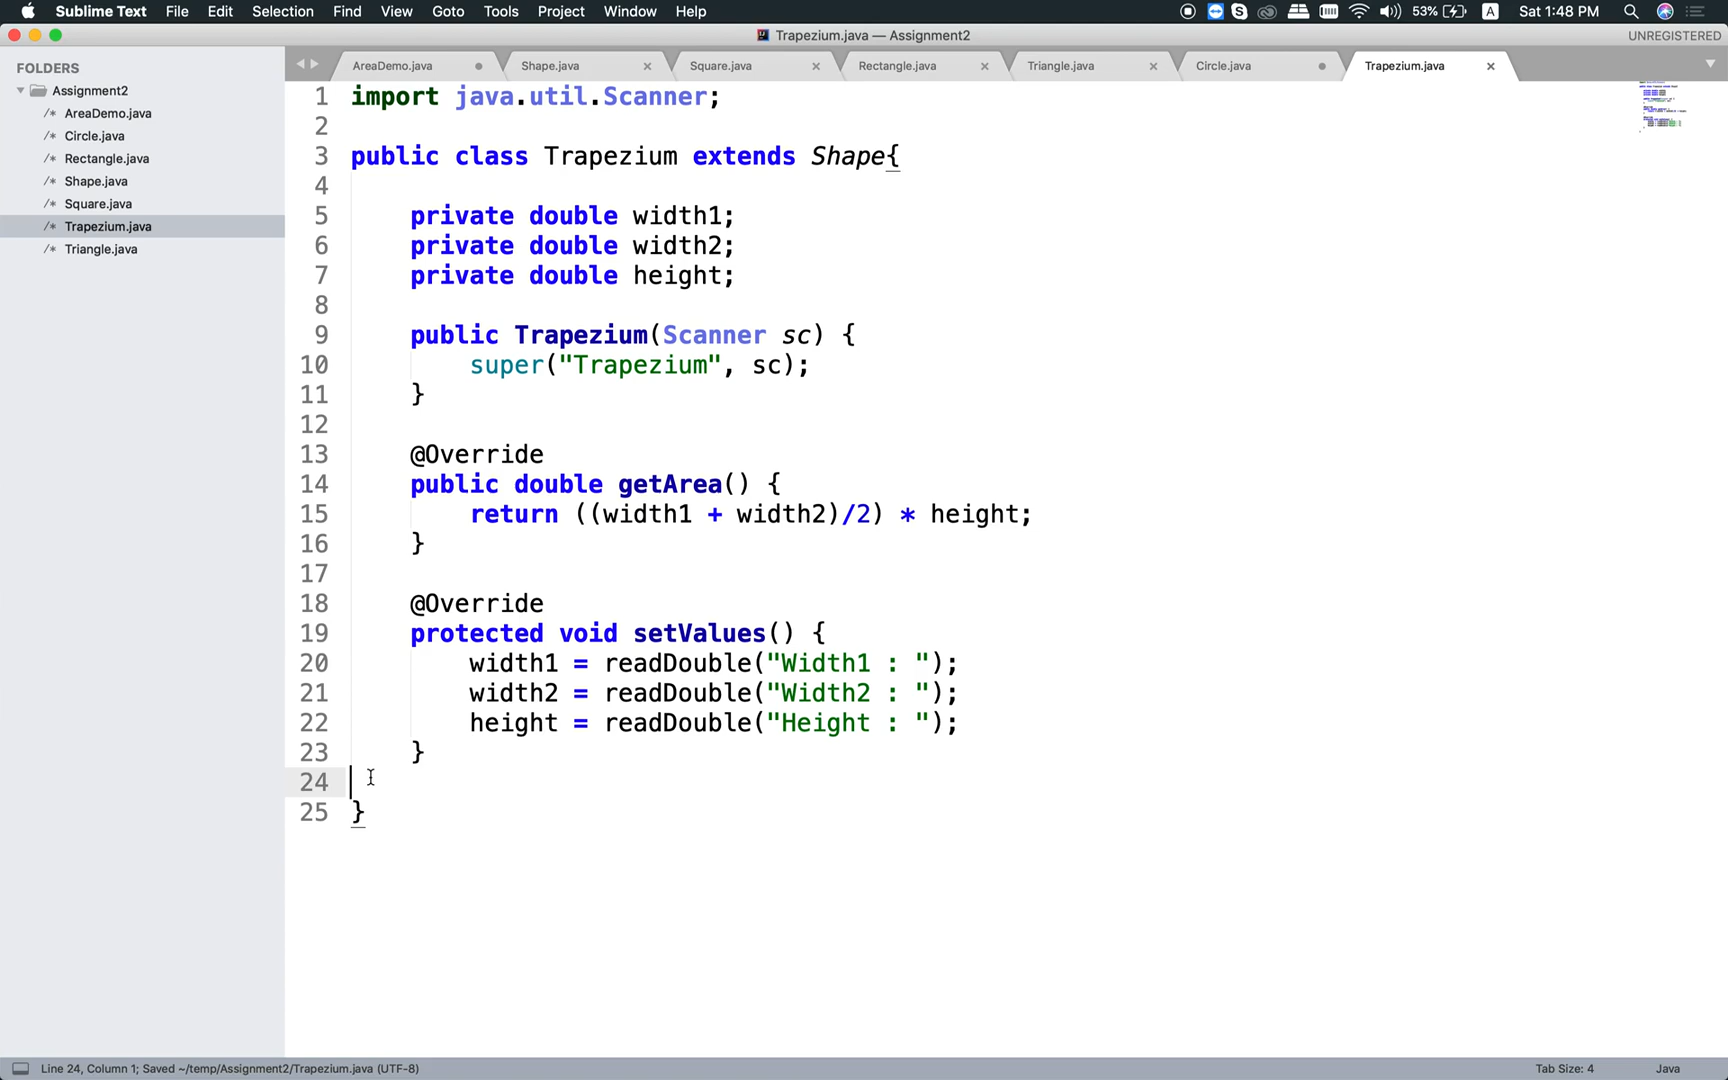 Sublime Text File Edit Selection Find View Goto Tools Project Window Help 53% A Sat 1:48 PM
Trapezium.java — Assignment2 UNREGISTERED
FOLDERS
Assignment2
/* AreaDemo.java
/* Circle.java
/* Rectangle.java
/* Shape.java
/* Square.java
/* Trapezium.java
/* Triangle.java
AreaDemo.java Shape.java Square.java Rectangle.java Triangle.java Circle.java Trapezium.java
1 import java.util.Scanner;
2
3 public class Trapezium extends Shape{
4
5 private double width1;
6 private double width2;
7 private double height;
8
9 public Trapezium(Scanner sc) {
10 super("Trapezium", sc);
11 }
12
13 @Override
14 public double getArea() {
15 return ((width1 + width2)/2) * height;
16 }
17
18 @Override
19 protected void setValues() {
20 width1 = readDouble("Width1 : ");
21 width2 = readDouble("Width2 : ");
22 height = readDouble("Height : ");
23 }
24
25 }
Line 24, Column 1; Saved ~/temp/Assignment2/Trapezium.java (UTF-8) Tab Size: 4 Java